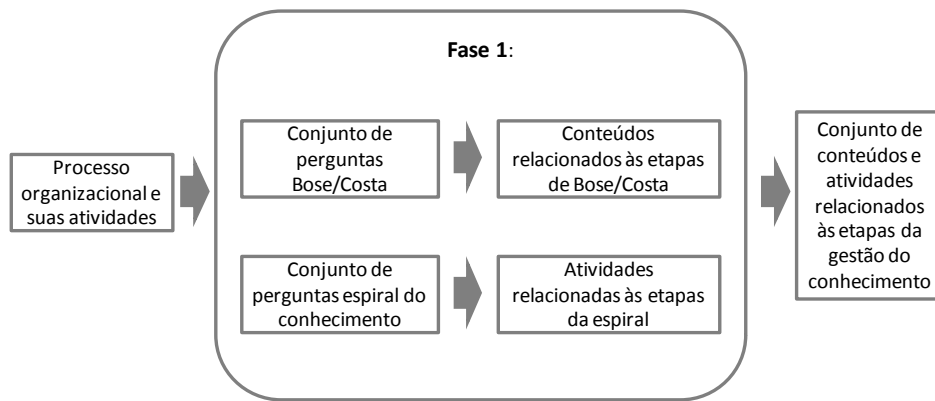 Fase 1:
Processo
organizacional e
suas atividades
Conjunto de
perguntas
Bose/Costa
Conteúdos
relacionados às etapas
de Bose/Costa
Conjunto de
perguntas espiral do
conhecimento
Atividades
relacionadas às etapas
da espiral
Conjunto de
conteúdos e
atividades
relacionados
às etapas da
gestão do
conhecimento